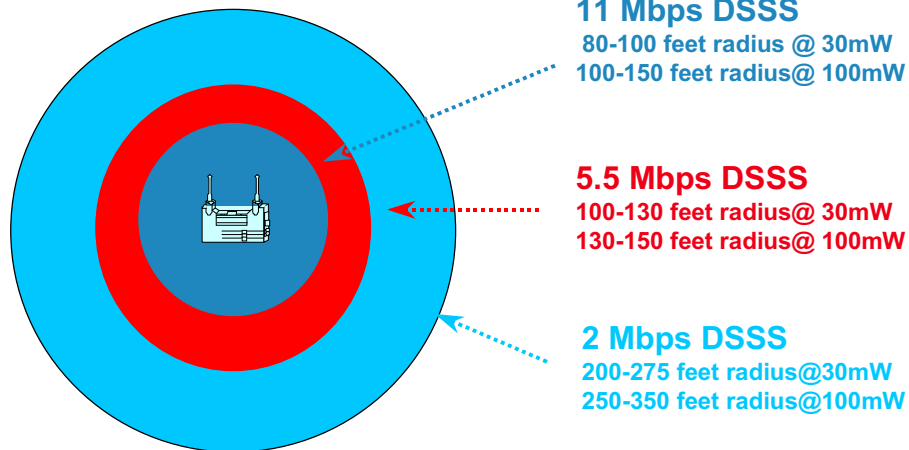 11 Mbps DSSS
80-100 feet radius @ 30mW
100-150 feet radius@ 100mW
5.5 Mbps DSSS
100-130 feet radius@ 30mW
130-150 feet radius@ 100mW
2 Mbps DSSS
200-275 feet radius@30mW
250-350 feet radius@100mW